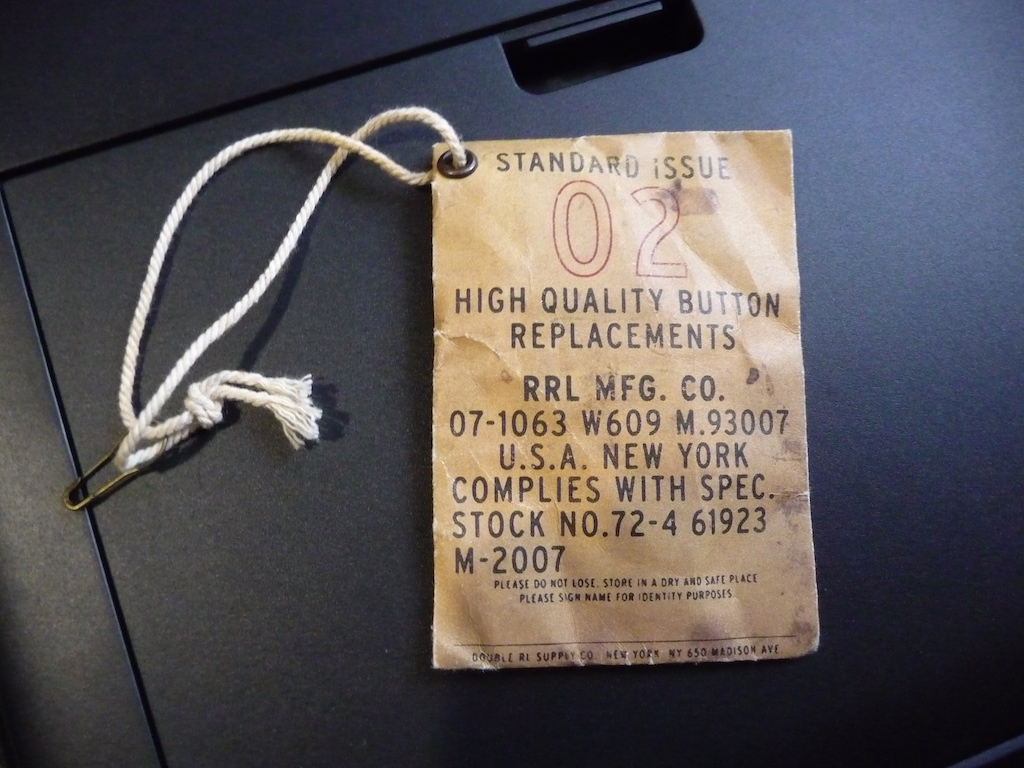 STANDARD ISSUE
02
HIGH QUALITY BUTTON
REPLACEMENTS
RRL MFG. CO.
07-1063 W609 M.93007
U.S.A. NEW YORK
COMPLIES WITH SPEC.
STOCK NO.72-4 61923
M-2007
PLEASE DO NOT LOSE. STORE IN A DRY AND SAFE PLACE
PLEASE SIGN NAME FOR IDENTITY PURPOSES
DOUBLE RL SUPPLY CO. NEW YORK NY 650 MADISON AVE